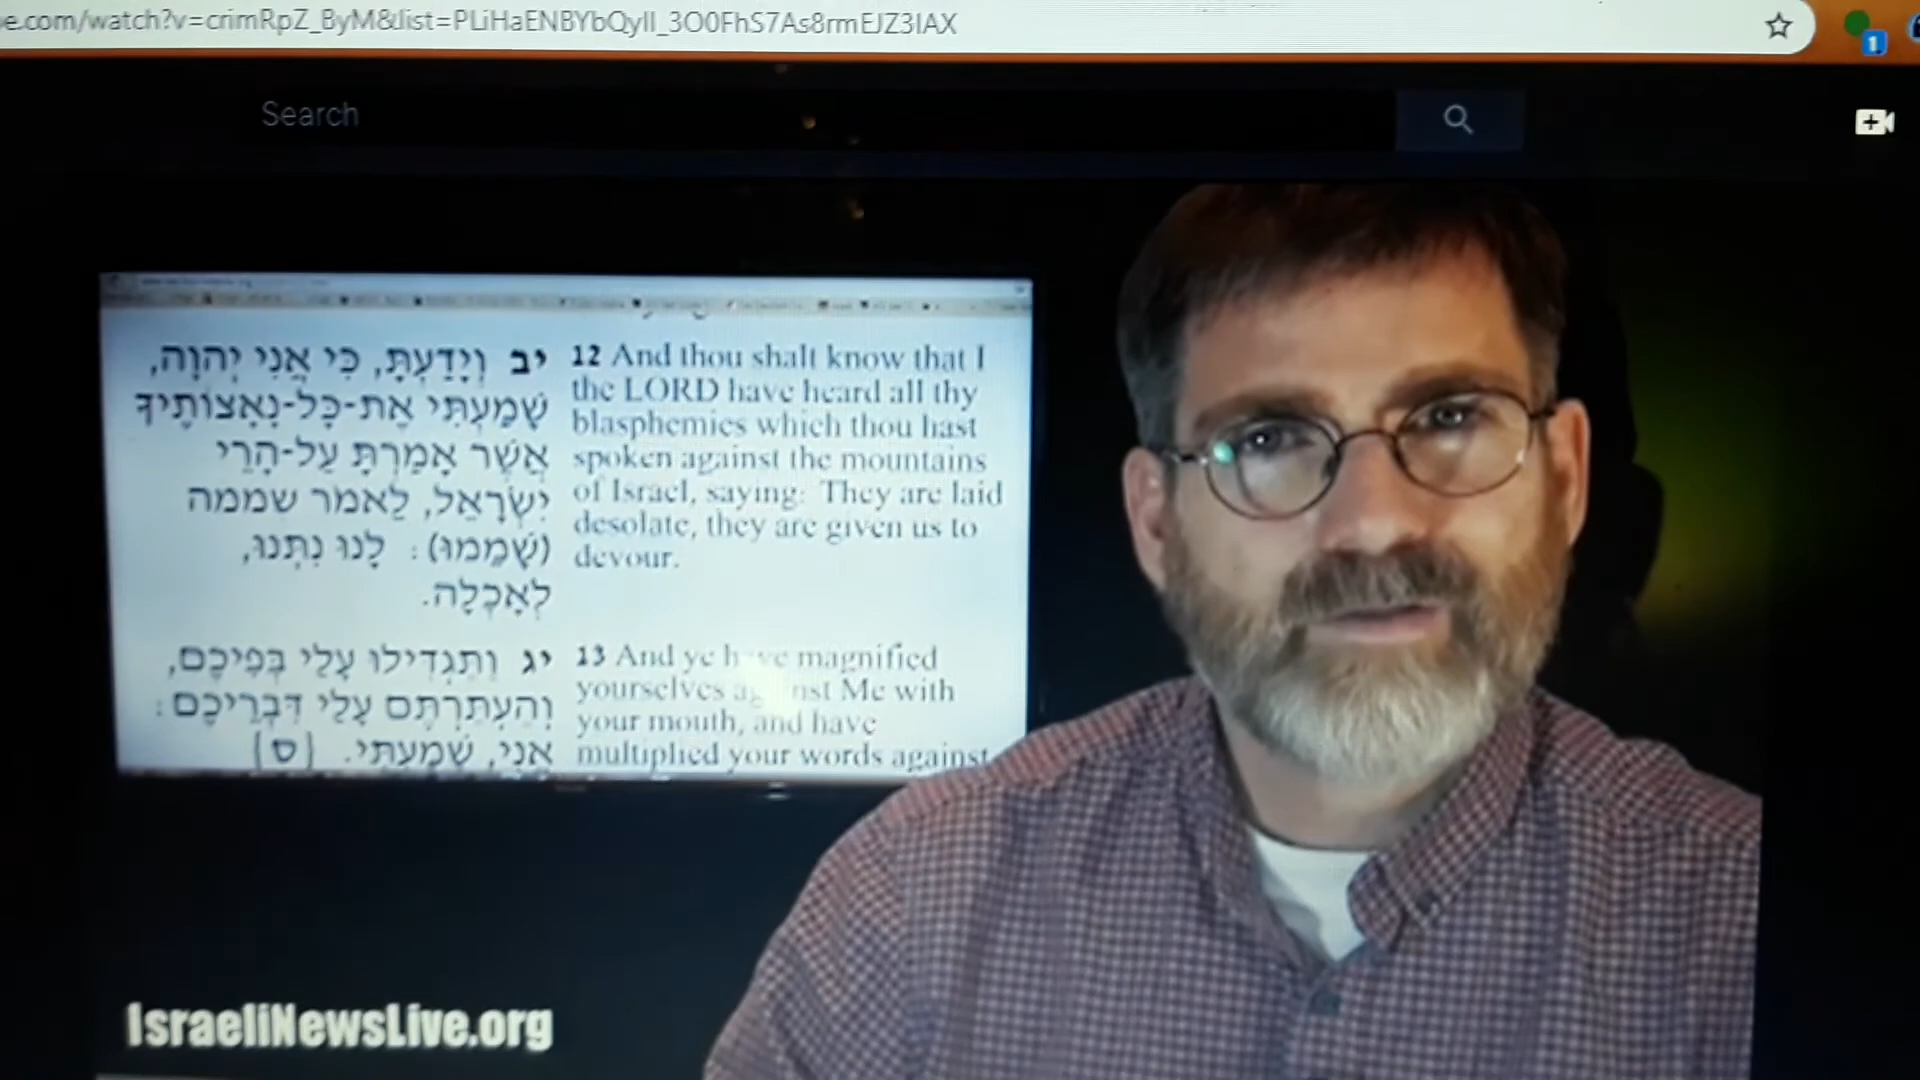 e.com/watch?v=crimRpZ_ByM&list=PLiHaENBYbQyII_3O0FhS7As8rmEJZ3IAX
1
Search
יב וְיָדַעְתָּ, כִּי אֲנִי יְהוָה,
שָׁמַעְתִּי אֶת-כָּל-נָאָצוֹתֶיךָ
אֲשֶׁר אָמַרְתָּ עַל-הָרֵי
יִשְׂרָאֵל, לֵאמֹר שממה
(שָׁמֵמוּ): לָנוּ נִתְּנוּ,
לְאָכְלָה.
12 And thou shalt know that I
the LORD have heard all thy
blasphemies which thou hast
spoken against the mountains
of Israel, saying: They are laid
desolate, they are given us to
devour.
יג וַתַּגְדִּילוּ עָלַי בְּפִיכֶם,
וְהַעְתַּרְתֶּם עָלַי דִּבְרֵיכֶם:
אֲנִי, שָׁמָעְתִּי. {ס}
13 And ye have magnified
yourselves against Me with
your mouth, and have
multiplied your words against
IsraeliNewsLive.org